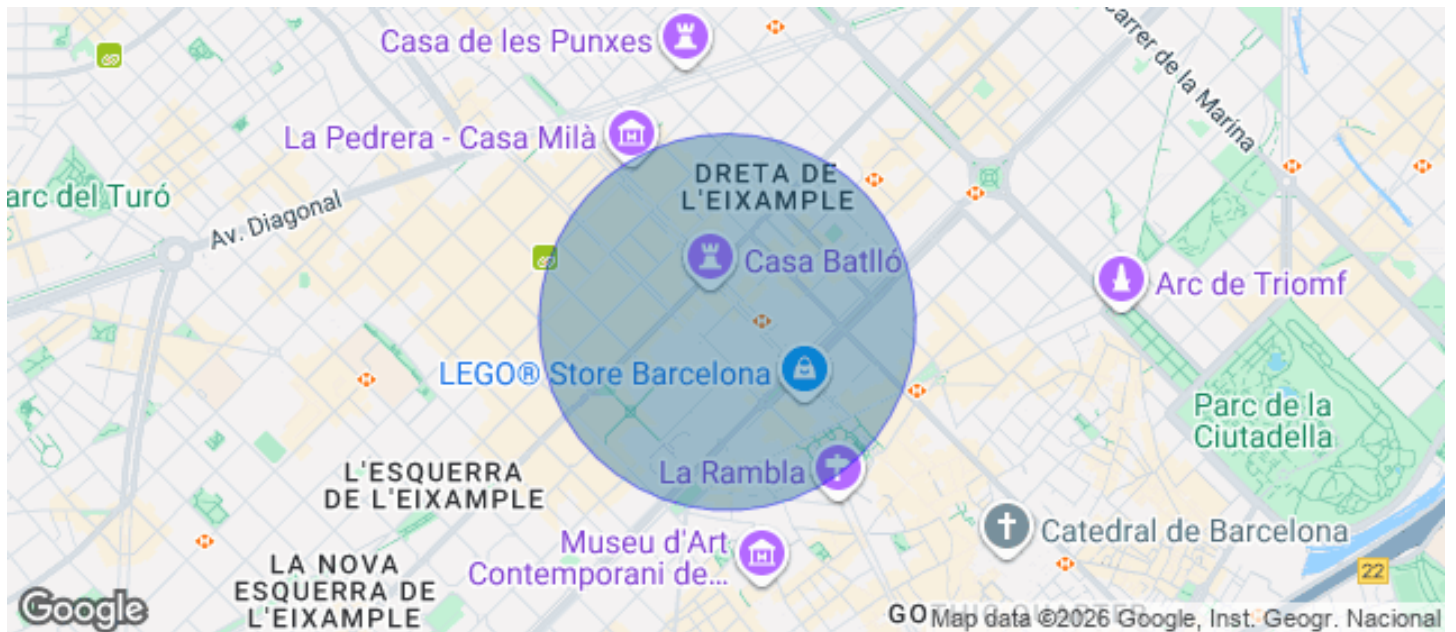 Casa de les Punxes
Carrer de la Marina
La Pedrera - Casa Milà
DRETA DE
L'EIXAMPLE
arc del Turó
Av. Diagonal
Casa Batlló
Arc de Triomf
LEGO® Store Barcelona
Parc de la
Ciutadella
L'ESQUERRA
DE L'EIXAMPLE
La Rambla
Catedral de Barcelona
Museu d'Art
Contemporani de...
LA NOVA
ESQUERRA DE
L'EIXAMPLE
22
Google
GO
Map data ©2026 Google, Inst. Geogr. Nacional